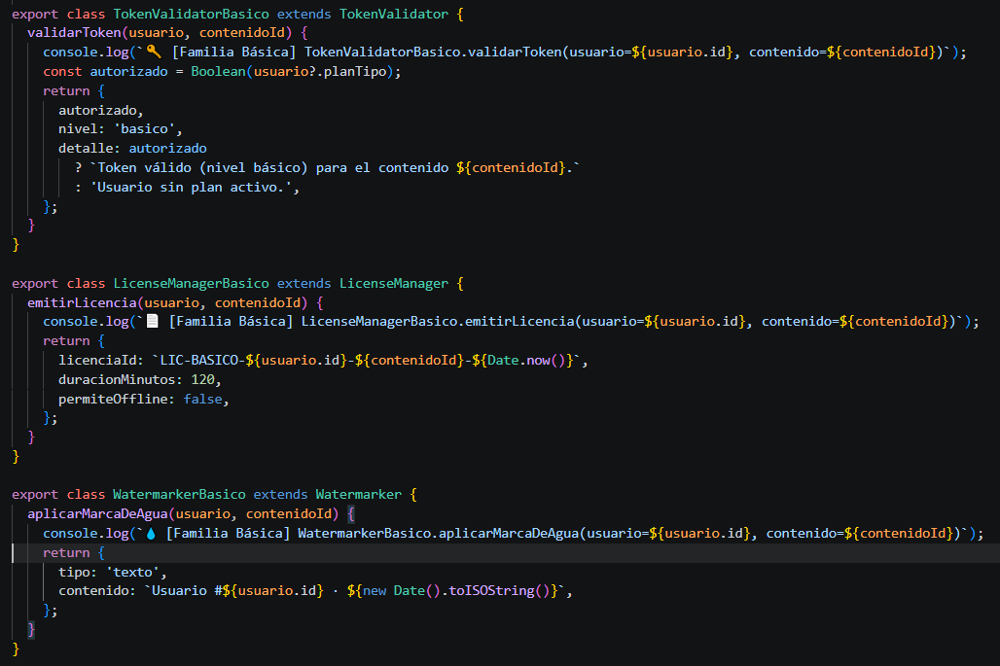 export class TokenValidatorBasico extends TokenValidator {
  validarToken(usuario, contenidoId) {
    console.log(`🔑 [Familia Básica] TokenValidatorBasico.validarToken(usuario=${usuario.id}, contenido=${contenidoId})`);
    const autorizado = Boolean(usuario?.planTipo);
    return {
      autorizado,
      nivel: 'basico',
      detalle: autorizado
        ? `Token válido (nivel básico) para el contenido ${contenidoId}.`
        : 'Usuario sin plan activo.',
    };
  }
}

export class LicenseManagerBasico extends LicenseManager {
  emitirLicencia(usuario, contenidoId) {
    console.log(`📄 [Familia Básica] LicenseManagerBasico.emitirLicencia(usuario=${usuario.id}, contenido=${contenidoId})`);
    return {
      licenciaId: `LIC-BASICO-${usuario.id}-${contenidoId}-${Date.now()}`,
      duracionMinutos: 120,
      permiteOffline: false,
    };
  }
}

export class WatermarkerBasico extends Watermarker {
  aplicarMarcaDeAgua(usuario, contenidoId) {
    console.log(`💧 [Familia Básica] WatermarkerBasico.aplicarMarcaDeAgua(usuario=${usuario.id}, contenido=${contenidoId})`);
    return {
      tipo: 'texto',
      contenido: `Usuario #${usuario.id} · ${new Date().toISOString()}`,
    };
  }
}